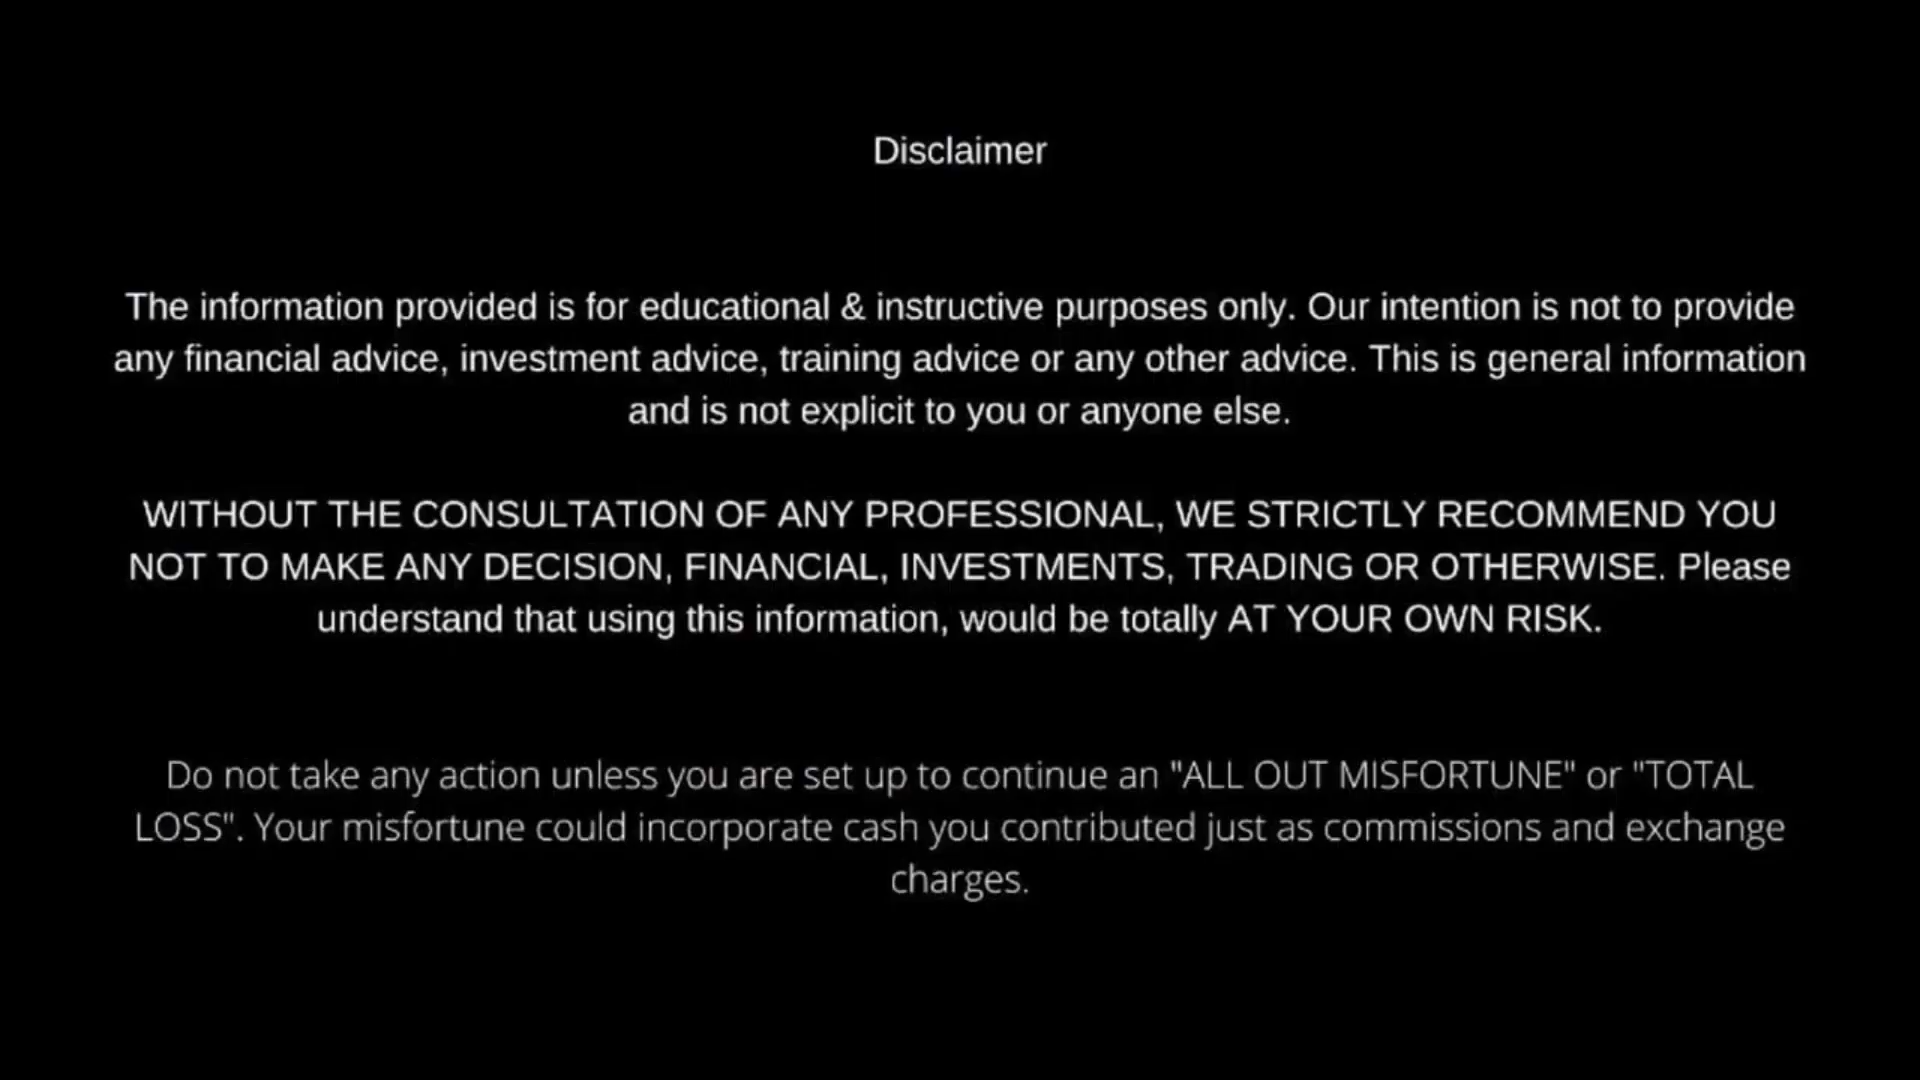 Disclaimer
The information provided is for educational & instructive purposes only. Our intention is not to provide
any financial advice, investment advice, training advice or any other advice. This is general information
and is not explicit to you or anyone else.
WITHOUT THE CONSULTATION OF ANY PROFESSIONAL, WE STRICTLY RECOMMEND YOU
NOT TO MAKE ANY DECISION, FINANCIAL, INVESTMENTS, TRADING OR OTHERWISE. Please
understand that using this information, would be totally AT YOUR OWN RISK.
Do not take any action unless you are set up to continue an "ALL OUT MISFORTUNE" or "TOTAL
LOSS". Your misfortune could incorporate cash you contributed just as commissions and exchange
charges.